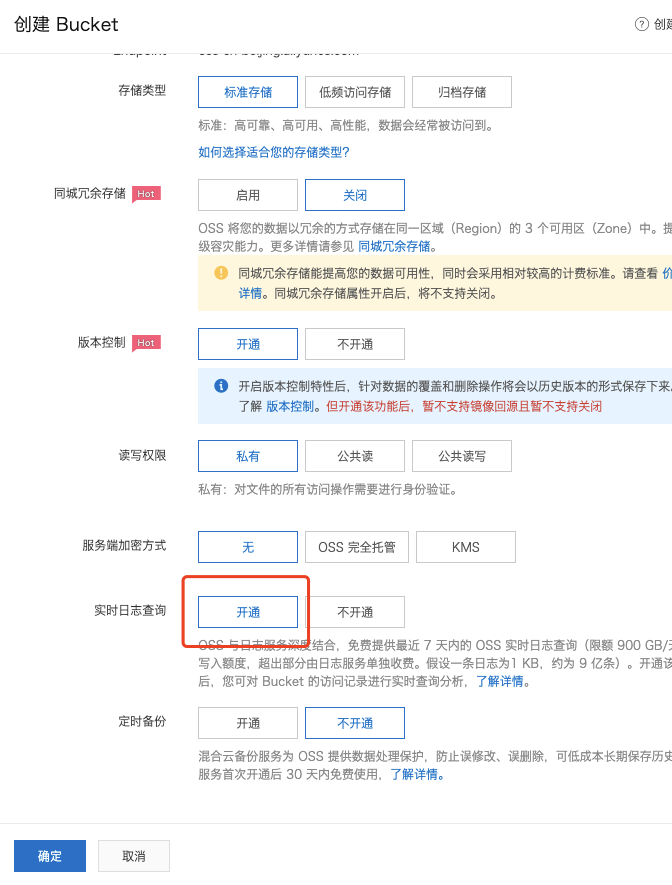 创建 Bucket
创建
存储类型
标准存储
低频访问存储
归档存储
标准：高可靠、高可用、高性能，数据会经常被访问到。
如何选择适合您的存储类型？
同城冗余存储 Hot
启用
关闭
OSS 将您的数据以冗余的方式存储在同一区域（Region）的 3 个可用区（Zone）中。提
级容灾能力。更多详情请参见 同城冗余存储。
同城冗余存储能提高您的数据可用性，同时会采用相对较高的计费标准。请查看 价
详情。同城冗余存储属性开启后，将不支持关闭。
版本控制 Hot
开通
不开通
开启版本控制特性后，针对数据的覆盖和删除操作将会以历史版本的形式保存下来。
了解 版本控制。但开通该功能后，暂不支持镜像回源且暂不支持关闭
读写权限
私有
公共读
公共读写
私有：对文件的所有访问操作需要进行身份验证。
服务端加密方式
无
OSS 完全托管
KMS
实时日志查询
开通
不开通
OSS 与日志服务深度结合，免费提供最近 7 天内的 OSS 实时日志查询（限额 900 GB/天
写入额度，超出部分由日志服务单独收费。假设一条日志为1 KB，约为 9 亿条）。开通该
后，您可对 Bucket 的访问记录进行实时查询分析，了解详情。
定时备份
开通
不开通
混合云备份服务为 OSS 提供数据处理保护，防止误修改、误删除，可低成本长期保存历史
服务首次开通后 30 天内免费使用，了解详情。
确定
取消